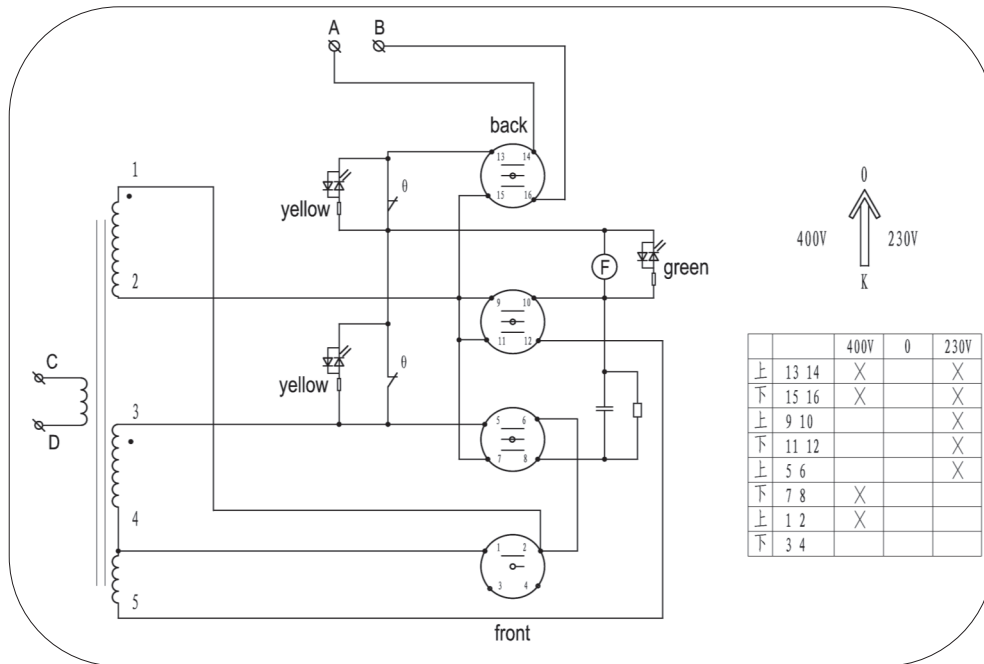 A B
back
1
13 14
15 16
θ
yellow
0
400V 230V
K
F
green
2
9 10
11 12
yellow
θ
C
D
3
5 6
7 8
4
1 2
3 4
5
front
400V 0 230V
上 13 14 X X
下 15 16 X X
上 9 10 X
下 11 12 X
上 5 6 X
下 7 8 X
上 1 2 X
下 3 4